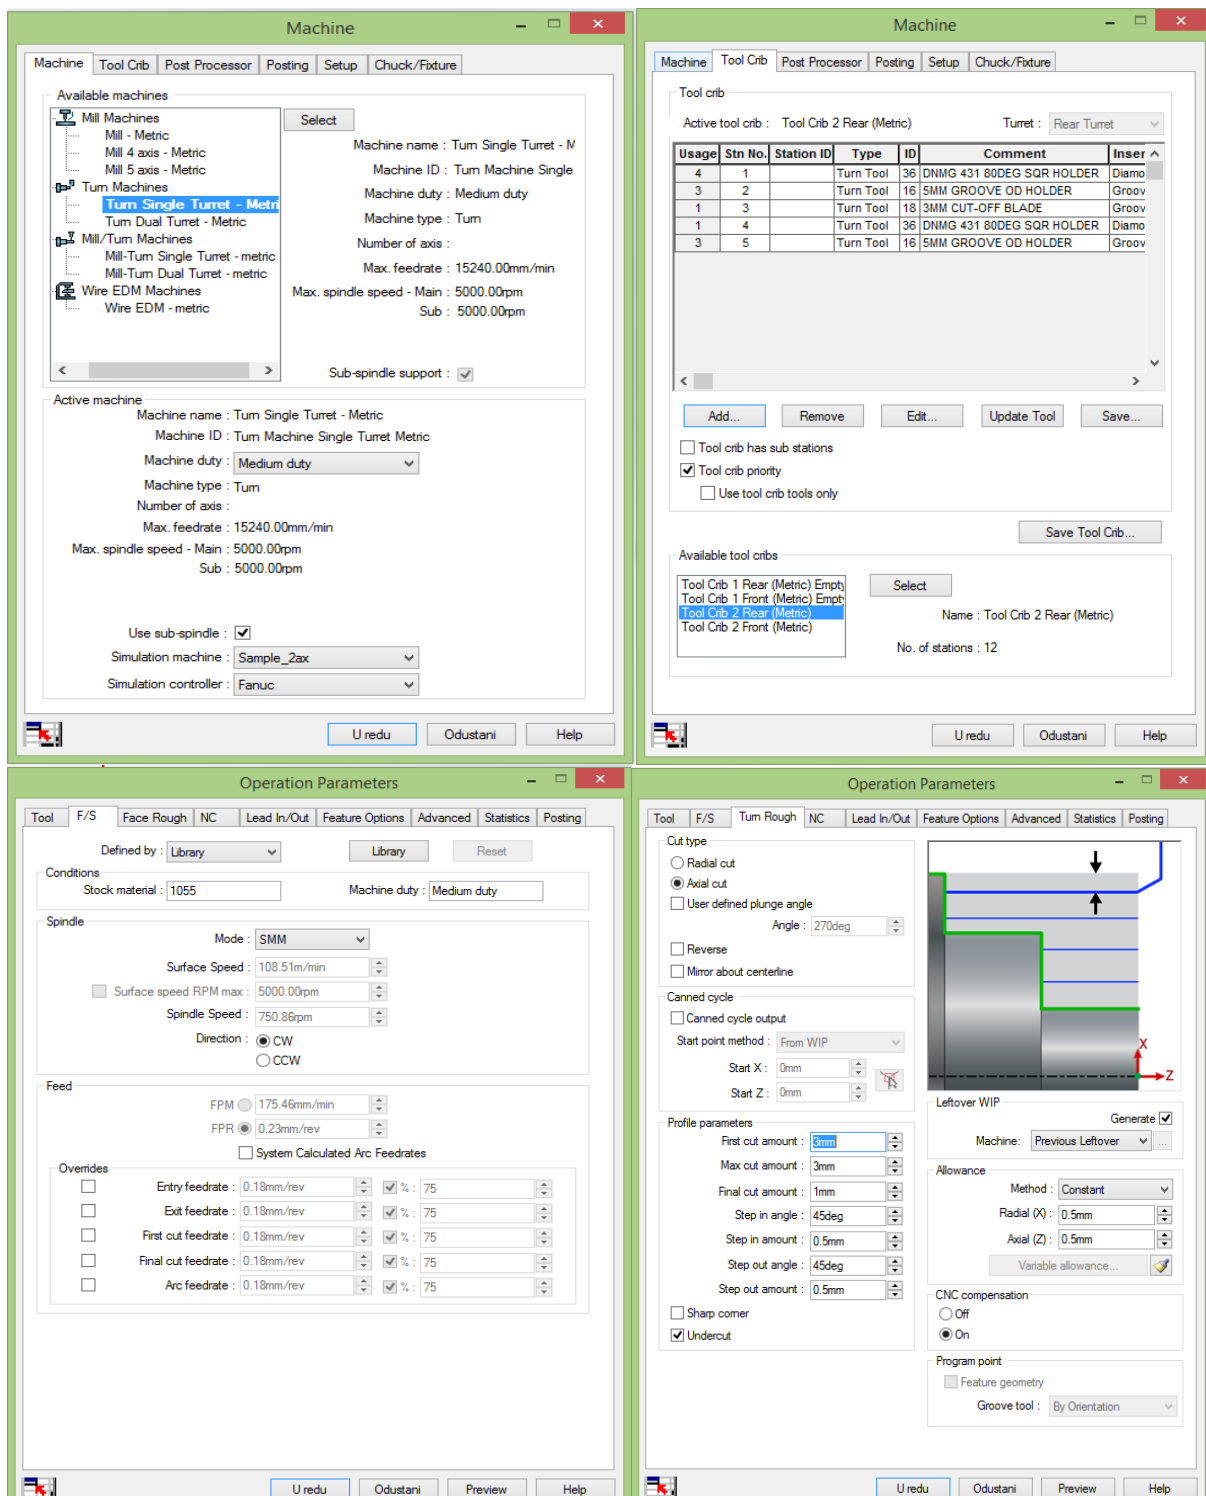 Machine
Machine Tool Crib Post Processor Posting Setup Chuck/Fixture
Available machines
Mill Machines
Mill - Metric
Mill 4 axis - Metric
Mill 5 axis - Metric
Turn Machines
Turn Single Turret - Metri
Turn Dual Turret - Metric
Mill/Turn Machines
Mill-Turn Single Turret - metric
Mill-Turn Dual Turret - metric
Wire EDM Machines
Wire EDM - metric
Select
Machine name : Turn Single Turret - M
Machine ID : Turn Machine Single
Machine duty : Medium duty
Machine type : Turn
Number of axis :
Max. feedrate : 15240.00mm/min
Max. spindle speed - Main : 5000.00rpm
Sub : 5000.00rpm
Sub-spindle support :
Active machine
Machine name : Turn Single Turret - Metric
Machine ID : Turn Machine Single Turret Metric
Machine duty : Medium duty
Machine type : Turn
Number of axis :
Max. feedrate : 15240.00mm/min
Max. spindle speed - Main : 5000.00rpm
Sub : 5000.00rpm
Use sub-spindle :
Simulation machine : Sample_2ax
Simulation controller : Fanuc
U redu Odustani Help
Machine
Machine Tool Crib Post Processor Posting Setup Chuck/Fixture
Tool crib
Active tool crib : Tool Crib 2 Rear (Metric) Turret : Rear Turret
Usage Stn No. Station ID Type ID Comment Inser
4 1 Turn Tool 36 DNMG 431 80DEG SQR HOLDER Diamo
3 2 Turn Tool 16 5MM GROOVE OD HOLDER Groov
1 3 Turn Tool 18 3MM CUT-OFF BLADE Groov
1 4 Turn Tool 36 DNMG 431 80DEG SQR HOLDER Diamo
3 5 Turn Tool 16 5MM GROOVE OD HOLDER Groov
Add... Remove Edit... Update Tool Save...
Tool crib has sub stations
Tool crib priority
Use tool crib tools only
Save Tool Crib...
Available tool cribs
Tool Crib 1 Rear (Metric) Empty
Tool Crib 1 Front (Metric) Empty
Tool Crib 2 Rear (Metric)
Tool Crib 2 Front (Metric)
Select
Name : Tool Crib 2 Rear (Metric)
No. of stations : 12
U redu Odustani Help
Operation Parameters
Tool F/S Face Rough NC Lead In/Out Feature Options Advanced Statistics Posting
Defined by : Library Library Reset
Conditions
Stock material : 1055 Machine duty : Medium duty
Spindle
Mode : SMM
Surface Speed : 108.51m/min
Surface speed RPM max : 5000.00rpm
Spindle Speed : 750.86rpm
Direction : CW
CCW
Feed
FPM 175.46mm/min
FPR 0.23mm/rev
System Calculated Arc Feedrates
Overrides
Entry feedrate : 0.18mm/rev % : 75
Exit feedrate : 0.18mm/rev % : 75
First cut feedrate : 0.18mm/rev % : 75
Final cut feedrate : 0.18mm/rev % : 75
Arc feedrate : 0.18mm/rev % : 75
U redu Odustani Preview Help
Operation Parameters
Tool F/S Turn Rough NC Lead In/Out Feature Options Advanced Statistics Posting
Cut type
Radial cut
Axial cut
User defined plunge angle
Angle : 270deg
Reverse
Mirror about centerline
Canned cycle
Canned cycle output
Start point method : From WIP
Start X : 0mm
Start Z : 0mm
Profile parameters
First cut amount : 3mm
Max cut amount : 3mm
Final cut amount : 1mm
Step in angle : 45deg
Step in amount : 0.5mm
Step out angle : 45deg
Step out amount : 0.5mm
Sharp corner
Undercut
X
Z
Leftover WIP
Generate
Machine: Previous Leftover ...
Allowance
Method : Constant
Radial (X) : 0.5mm
Axial (Z) : 0.5mm
Variable allowance...
CNC compensation
Off
On
Program point
Feature geometry
Groove tool : By Orientation
U redu Odustani Preview Help